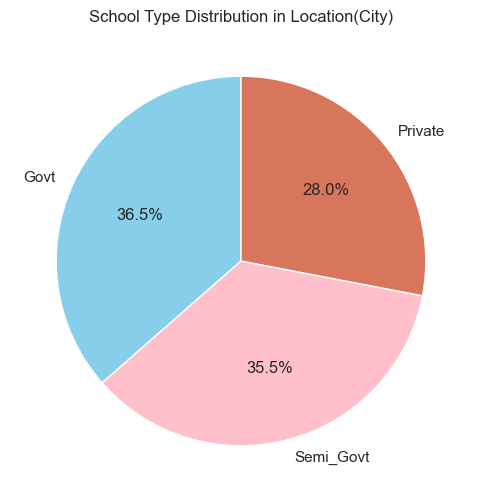 School Type Distribution in Location(City)
Private
28.0%
Govt
36.5%
35.5%
Semi_Govt